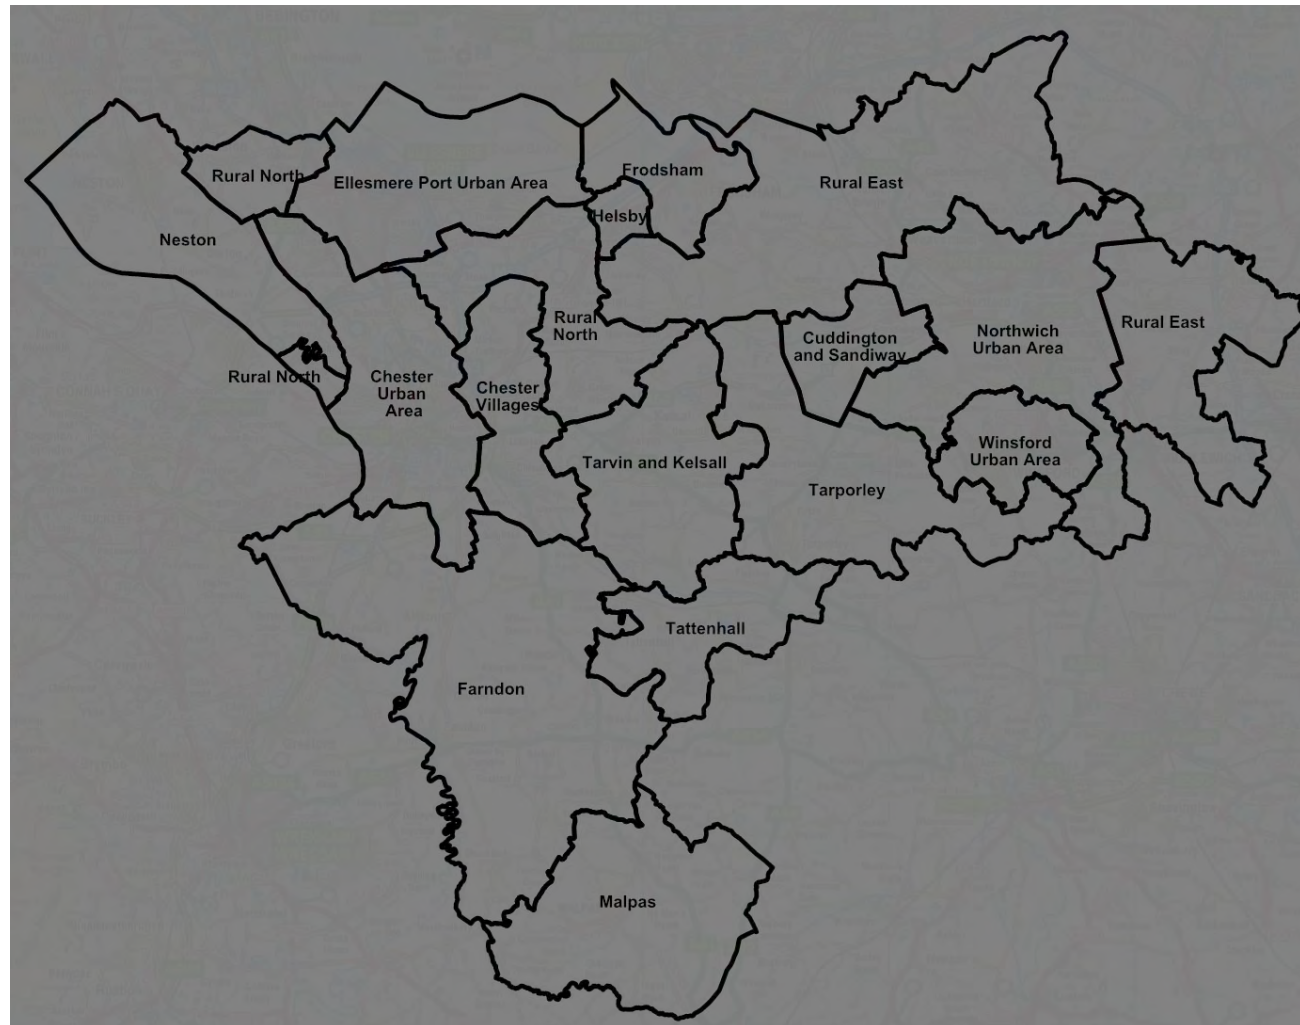 Frodsham
Rural North
Ellesmere Port Urban Area
Rural East
Helsby
Neston
Rural
North
Northwich
Urban Area
Rural East
Cuddington
and Sandiway
Rural North
Chester
Urban
Area
Chester
Villages
Winsford
Urban Area
Tarvin and Kelsall
Tarporley
Tattenhall
Farndon
Malpas